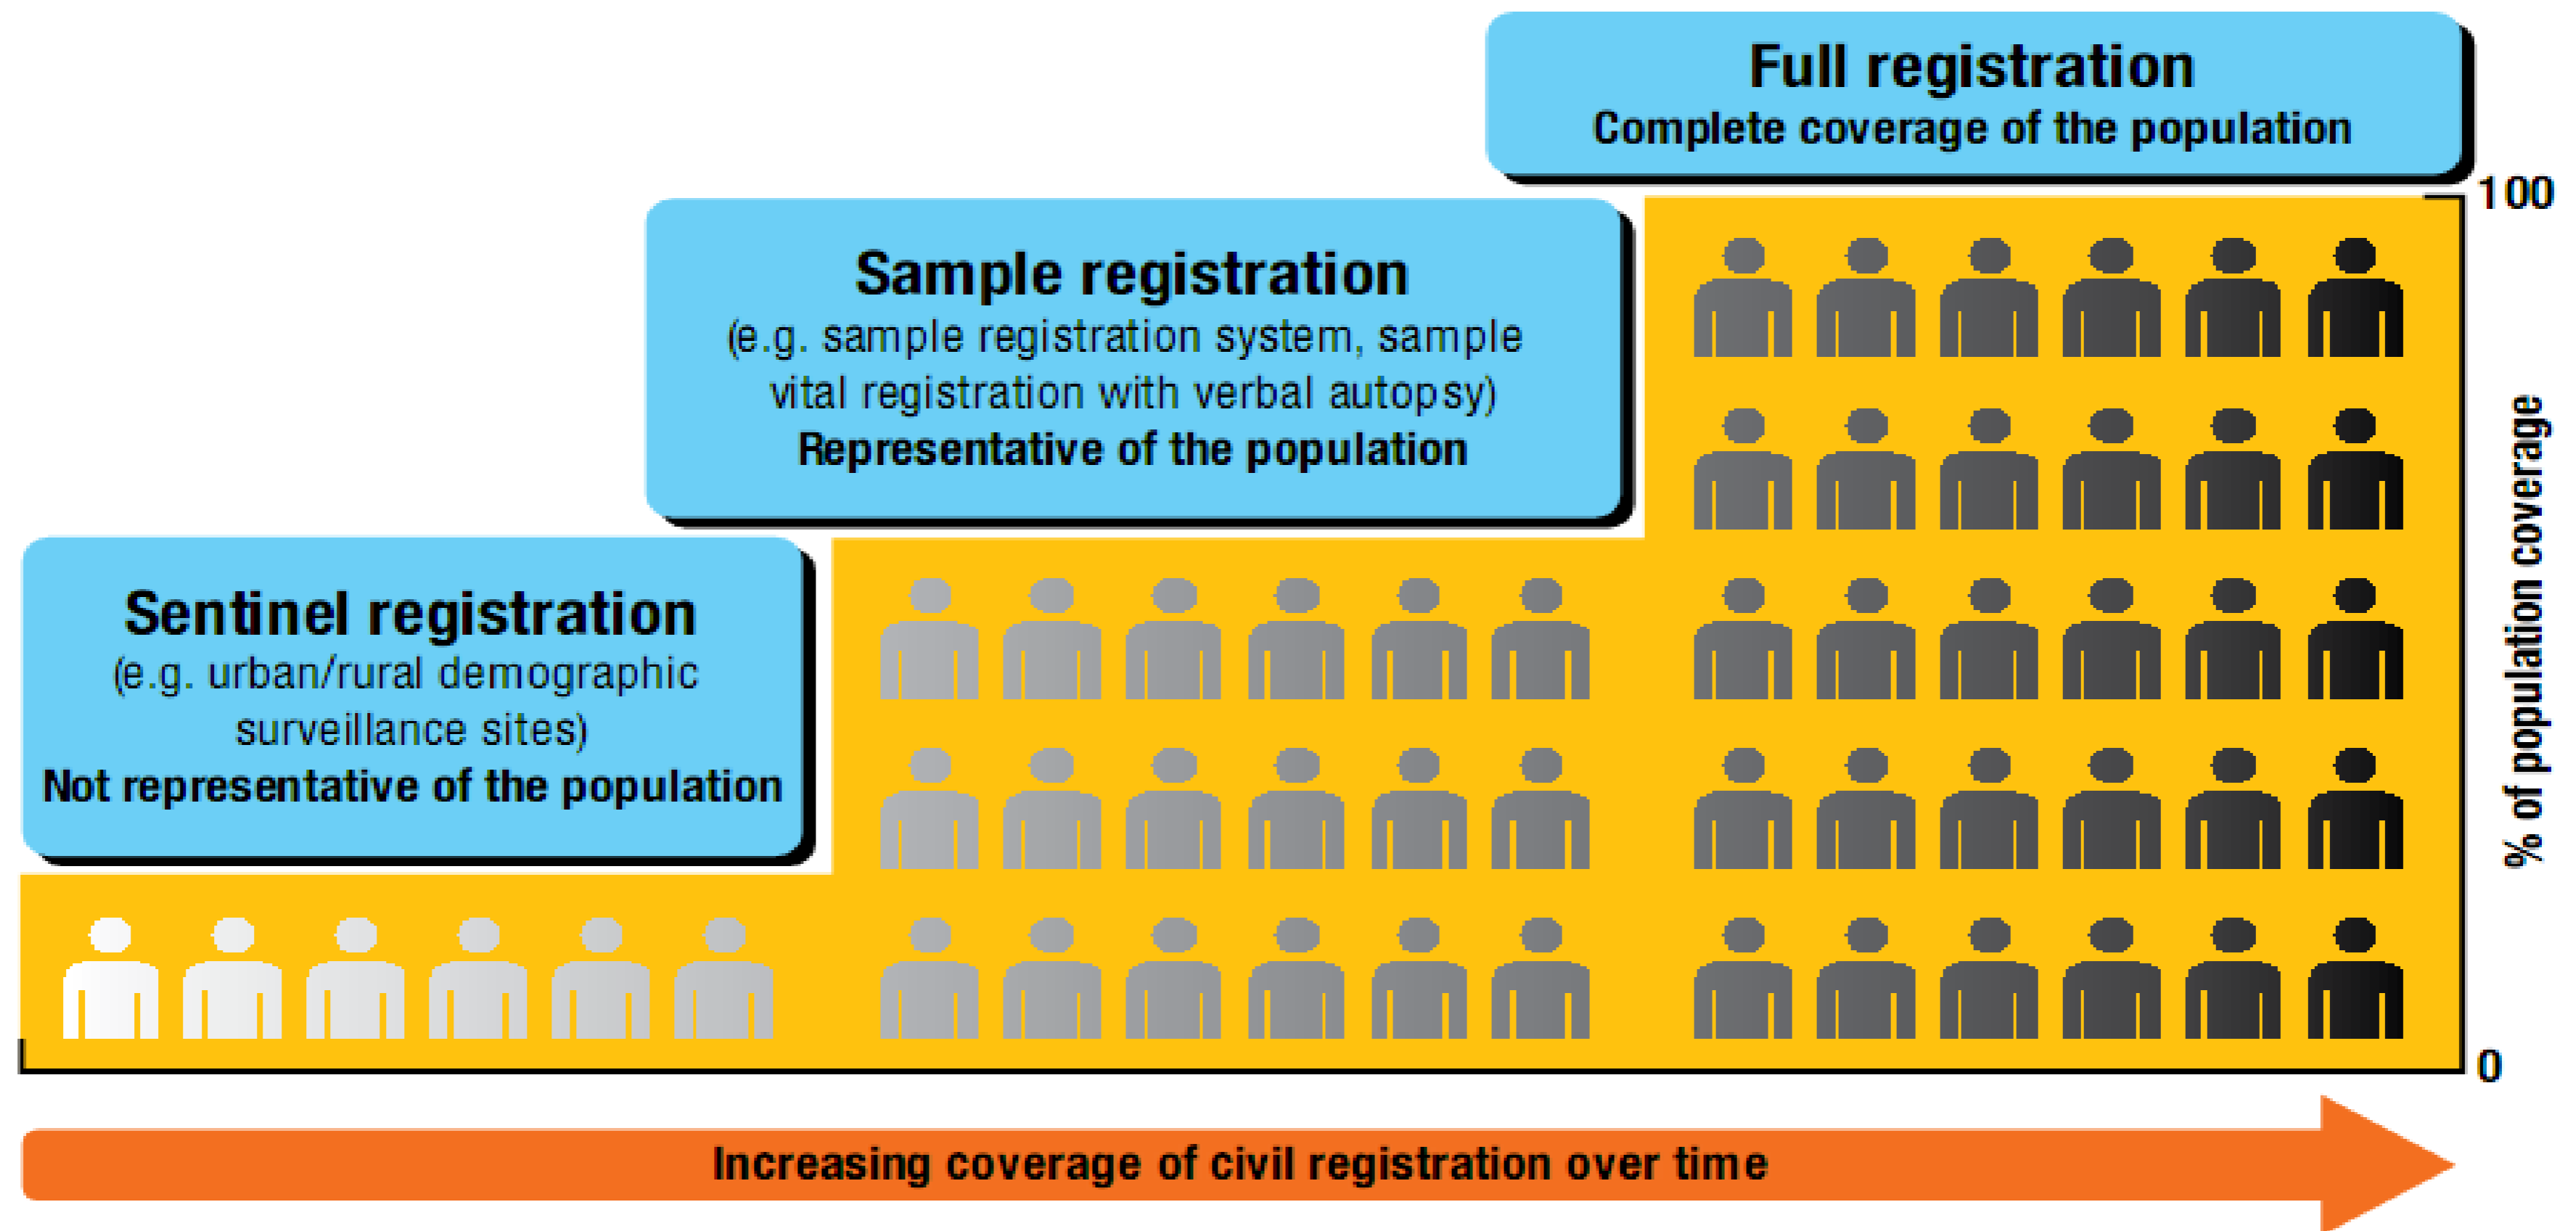 Full registration
Complete coverage of the population
100
Sample registration
(e.g. sample registration system, sample
vital registration with verbal autopsy)
Representative of the population
Sentinel registration
(e.g. urban/rural demographic
surveillance sites)
Not representative of the population
% of population coverage
0
Increasing coverage of civil registration over time